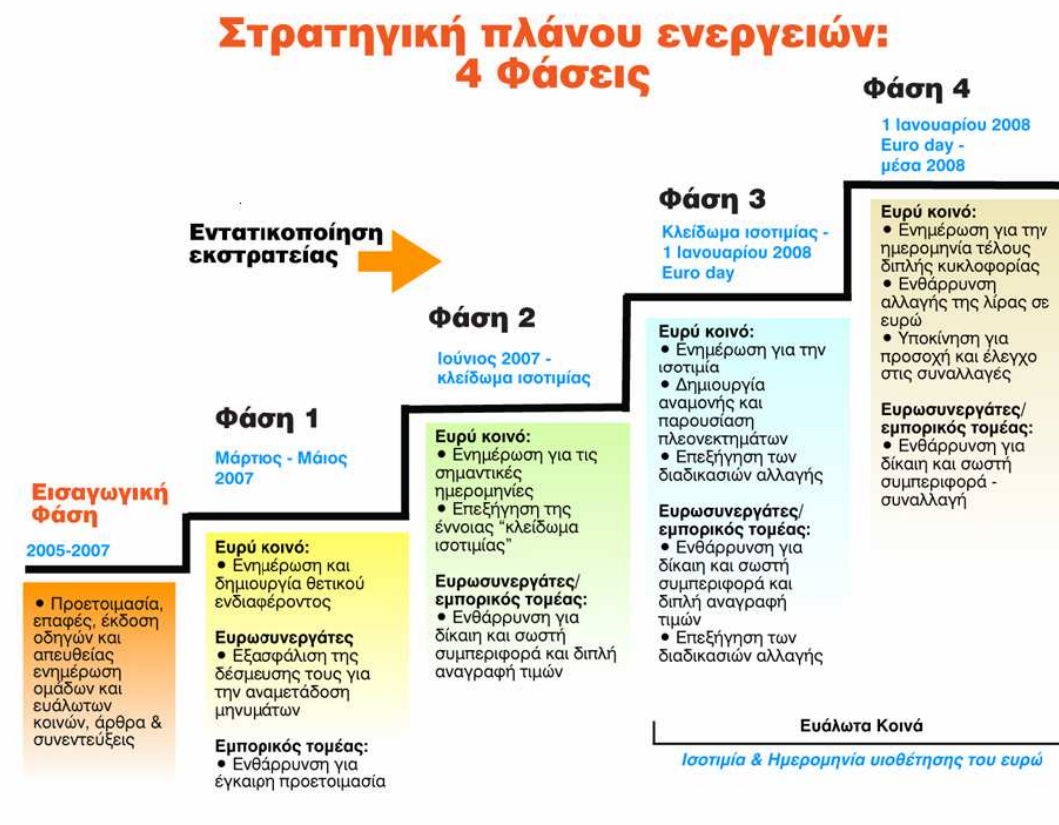 Στρατηγική πλάνου ενεργειών:
4 Φάσεις
Εντατικοποίηση
εκστρατείας
Εισαγωγική
Φάση
2005-2007
• Προετοιμασία,
επαφές, έκδοση
οδηγών και
απευθείας
ενημέρωση
ομάδων και
ευάλωτων
κοινών, άρθρα &
συνεντεύξεις
Φάση 1
Μάρτιος - Μάιος
2007
Ευρύ κοινό:
• Ενημέρωση και
δημιουργία θετικού
ενδιαφέροντος
Ευρωσυνεργάτες
• Εξασφάλιση της
δέσμευσης τους για
την αναμετάδοση
μηνυμάτων
Εμπορικός τομέας:
• Ενθάρρυνση για
έγκαιρη προετοιμασία
Φάση 2
Ιούνιος 2007 -
κλείδωμα ισοτιμίας
Ευρύ κοινό:
• Ενημέρωση για τις
σημαντικές
ημερομηνίες
• Επεξήγηση της
έννοιας “κλείδωμα
ισοτιμίας”
Ευρωσυνεργάτες/
εμπορικός τομέας:
• Ενθάρρυνση για
δίκαιη και σωστή
συμπεριφορά και διπλή
αναγραφή τιμών
Φάση 3
Κλείδωμα ισοτιμίας -
1 Ιανουαρίου 2008
Euro day
Ευρύ κοινό:
• Ενημέρωση για την
ισοτιμία
• Δημιουργία
αναμονής και
παρουσίαση
πλεονεκτημάτων
• Επεξήγηση των
διαδικασιών αλλαγής
Ευρωσυνεργάτες/
εμπορικός τομέας:
• Ενθάρρυνση για
δίκαιη και σωστή
συμπεριφορά και
διπλή αναγραφή
τιμών
• Επεξήγηση των
διαδικασιών αλλαγής
Φάση 4
1 Ιανουαρίου 2008
Euro day -
μέσα 2008
Ευρύ κοινό:
• Ενημέρωση για την
ημερομηνία τέλους
διπλής κυκλοφορίας
• Ενθάρρυνση
αλλαγής της λίρας σε
ευρώ
• Υποκίνηση για
προσοχή και έλεγχο
στις συναλλαγές
Ευρωσυνεργάτες/
εμπορικός τομέας:
• Ενθάρρυνση για
δίκαιη και σωστή
συμπεριφορά -
συναλλαγή
Ευάλωτα Κοινά
Ισοτιμία & Ημερομηνία υιοθέτησης του ευρώ